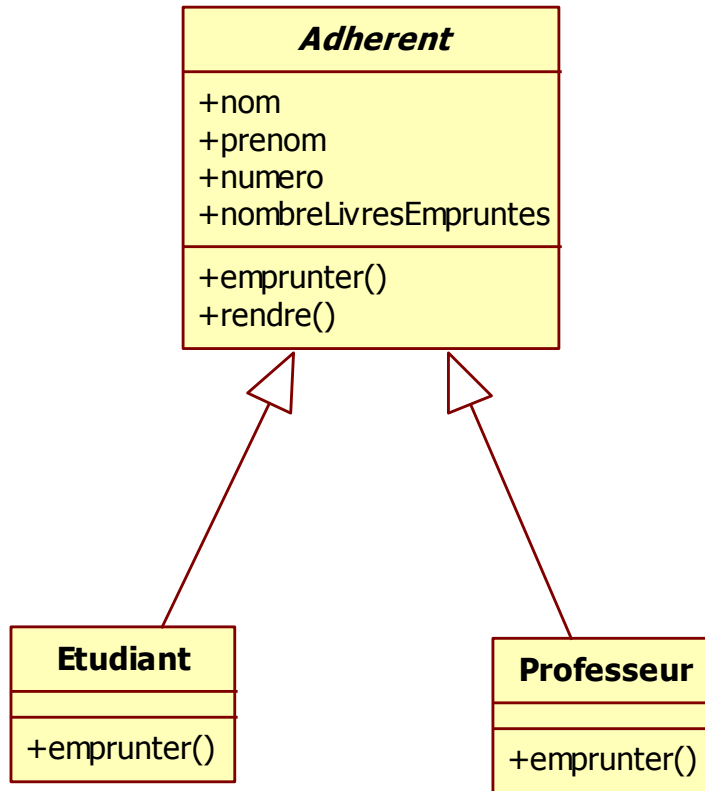 Adherent
+nom
+prenom
+numero
+nombreLivresEmpruntes
+emprunter()
+rendre()
Etudiant
+emprunter()
Professeur
+emprunter()